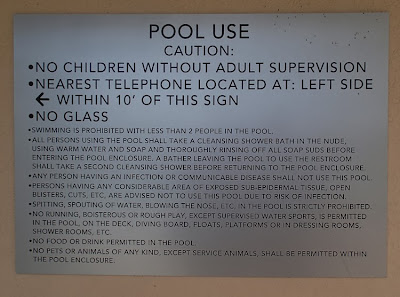 POOL USE
CAUTION:
•NO CHILDREN WITHOUT ADULT SUPERVISION
•NEAREST TELEPHONE LOCATED AT: LEFT SIDE
← WITHIN 10' OF THIS SIGN
•NO GLASS
•SWIMMING IS PROHIBITED WITH LESS THAN 2 PEOPLE IN THE POOL.
•ALL PERSONS USING THE POOL SHALL TAKE A CLEANSING SHOWER BATH IN THE NUDE,
USING WARM WATER AND SOAP AND THOROUGHLY RINSING OFF ALL SOAP SUDS BEFORE
ENTERING THE POOL ENCLOSURE. A BATHER LEAVING THE POOL TO USE THE RESTROOM
SHALL TAKE A SECOND CLEANSING SHOWER BEFORE RETURNING TO THE POOL ENCLOSURE.
•ANY PERSON HAVING AN INFECTION OR COMMUNICABLE DISEASE SHALL NOT USE THIS POOL.
•PERSONS HAVING ANY CONSIDERABLE AREA OF EXPOSED SUB-EPIDERMAL TISSUE, OPEN
BLISTERS, CUTS, ETC, ARE ADVISED NOT TO USE THIS POOL DUE TO RISK OF INFECTION.
•SPITTING, SPOUTING OF WATER, BLOWING THE NOSE, ETC. IN THE POOL IS STRICTLY PROHIBITED.
•NO RUNNING, BOISTEROUS OR ROUGH PLAY, EXCEPT SUPERVISED WATER SPORTS, IS PERMITTED
IN THE POOL, ON THE DECK, DIVING BOARD, FLOATS, PLATFORMS OR IN DRESSING ROOMS,
SHOWER ROOMS, ETC.
•NO FOOD OR DRINK PERMITTED IN THE POOL.
•NO PETS OR ANIMALS OF ANY KIND, EXCEPT SERVICE ANIMALS, SHALL BE PERMITTED WITHIN
THE POOL ENCLOSURE.